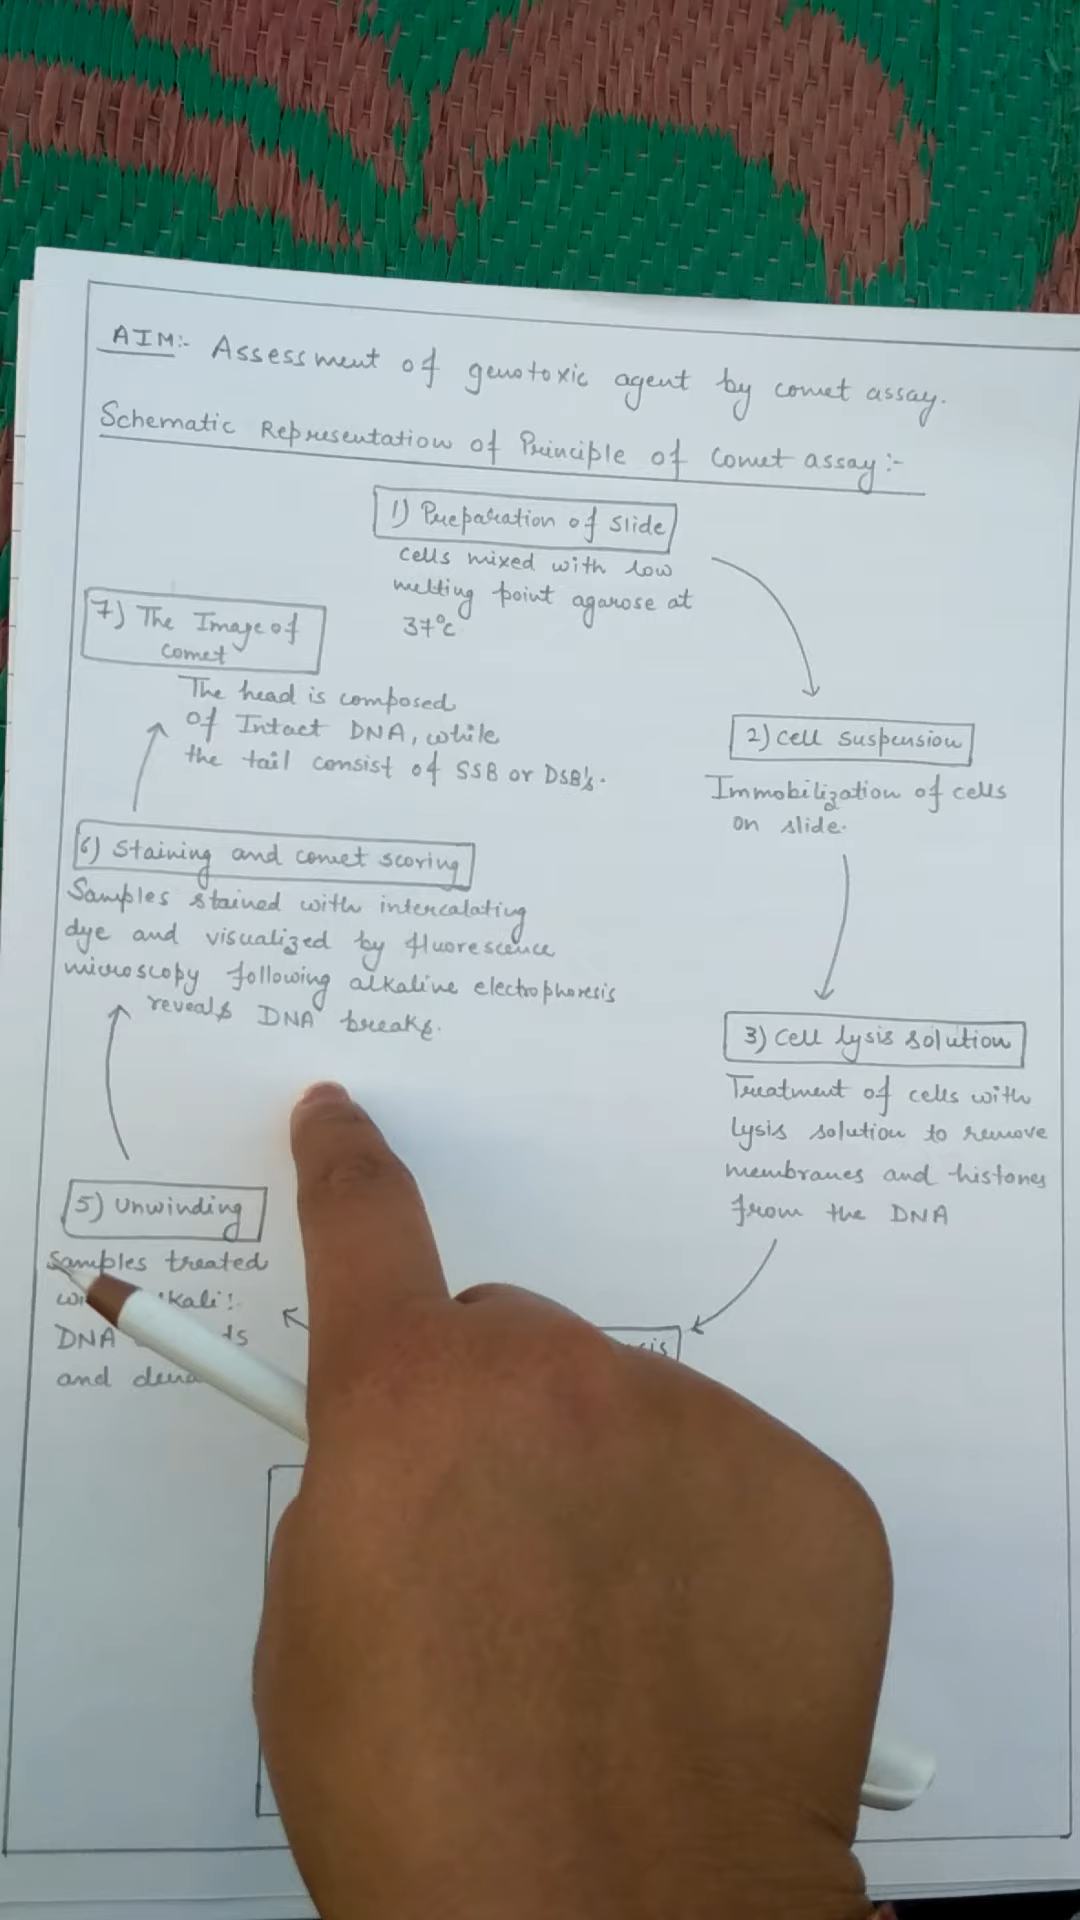 AIM:- Assessment of genotoxic agent by comet assay.
Schematic Representation of Principle of comet assay:-
1) Preparation of slide
cells mixed with low
melting point agarose at
37°c
2) cell suspension
Immobilization of cells
on slide.
3) cell lysis solution
Treatment of cells with
lysis solution to remove
membranes and histones
from the DNA
5) Unwinding
Samples treated
DNA
and
6) Staining and comet scoring
Samples stained with intercalating
dye and visualized by fluorescence
microscopy following alkaline electrophoresis
reveals DNA breaks.
7) The Image of
comet
The head is composed
of Intact DNA, while
the tail consist of SSB or DSB's.